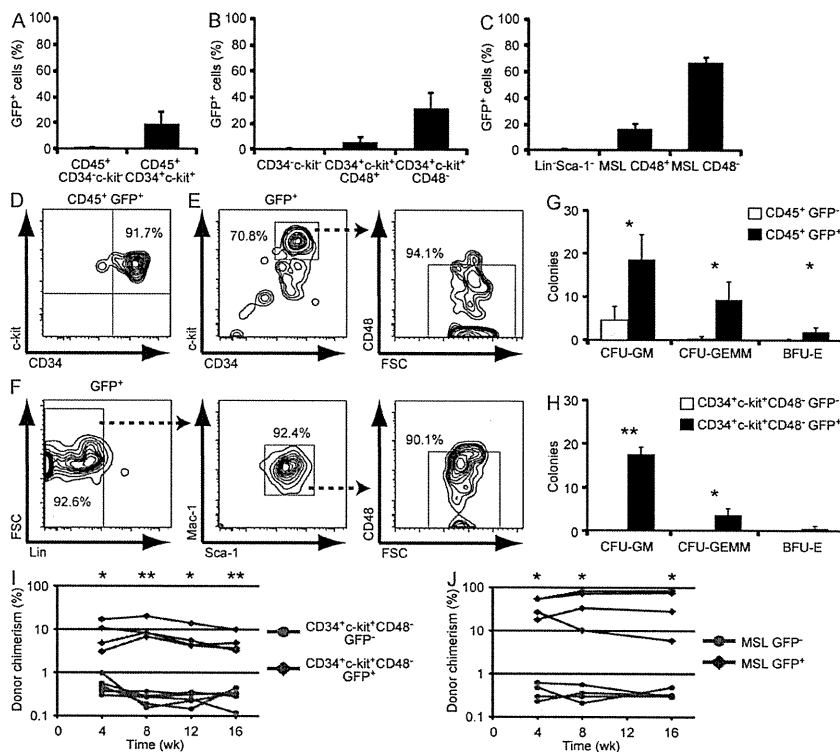 A
GFP⁺ cells (%)
100
80
60
40
20
0
CD45⁺ CD34⁻c-kit⁻
CD45⁺ CD34⁺c-kit⁺
B
GFP⁺ cells (%)
100
80
60
40
20
0
CD34⁻c-kit⁻
CD34⁺c-kit⁺ CD48⁺
CD34⁺c-kit⁺ CD48⁻
C
GFP⁺ cells (%)
100
80
60
40
20
0
Lin⁻Sca-1⁻
MSL CD48⁺
MSL CD48⁻
D
CD45⁺ GFP⁺
91.7%
c-kit
CD34
E
GFP⁺
70.8%
c-kit
CD34
94.1%
CD48
FSC
F
GFP⁺
92.6%
FSC
Lin
92.4%
Mac-1
Sca-1
90.1%
CD48
FSC
G
Colonies
30
20
10
0
*
*
*
CD45⁺ GFP⁻
CD45⁺ GFP⁺
CFU-GM
CFU-GEMM
BFU-E
H
Colonies
30
20
10
0
**
*
CD34⁺c-kit⁺CD48⁻ GFP⁻
CD34⁺c-kit⁺CD48⁻ GFP⁺
CFU-GM
CFU-GEMM
BFU-E
I
* ** * **
Donor chimerism (%)
100
10
1
0.1
0 4 8 12 16
Time (wk)
CD34⁺c-kit⁺CD48⁻
GFP⁻
CD34⁺c-kit⁺CD48⁻
GFP⁺
J
* * *
Donor chimerism (%)
100
10
1
0.1
0 4 8 12 16
Time (wk)
MSL GFP⁻
MSL GFP⁺